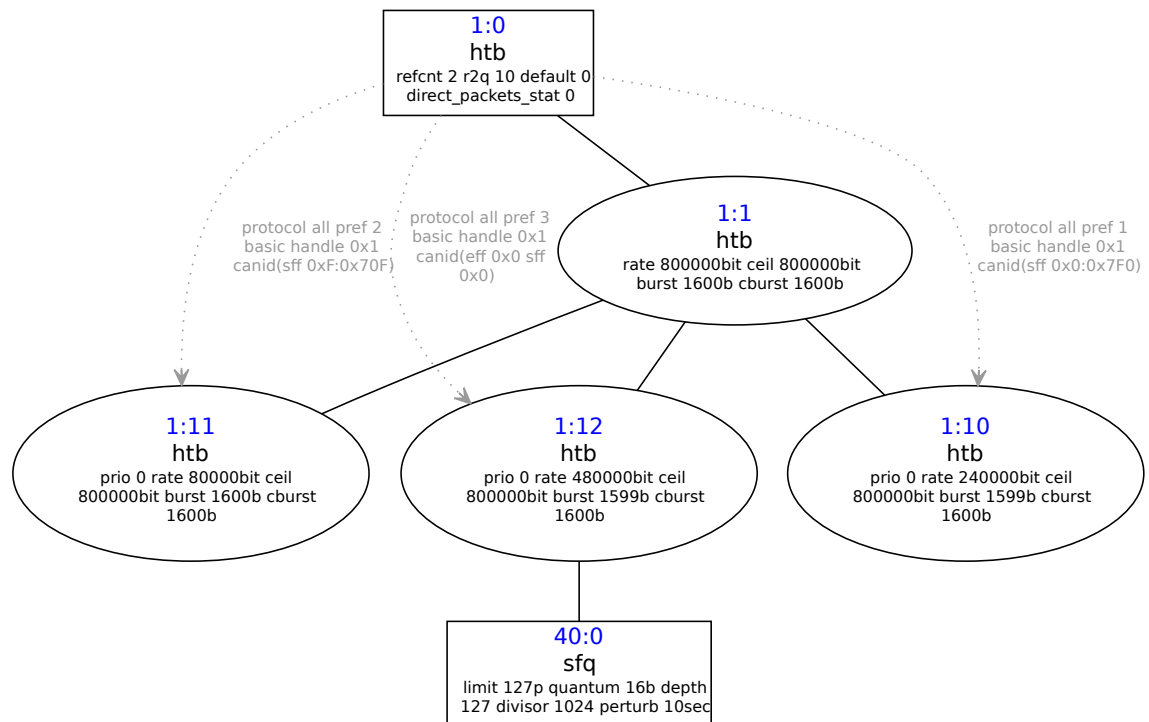 1:0
htb
refcnt 2 r2q 10 default 0
direct_packets_stat 0
protocol all pref 2
basic handle 0x1
canid(sff 0xF:0x70F)
protocol all pref 3
basic handle 0x1
canid(eff 0x0 sff
0x0)
1:1
htb
rate 800000bit ceil 800000bit
burst 1600b cburst 1600b
protocol all pref 1
basic handle 0x1
canid(sff 0x0:0x7F0)
1:11
htb
prio 0 rate 80000bit ceil
800000bit burst 1600b cburst
1600b
1:12
htb
prio 0 rate 480000bit ceil
800000bit burst 1599b cburst
1600b
1:10
htb
prio 0 rate 240000bit ceil
800000bit burst 1599b cburst
1600b
40:0
sfq
limit 127p quantum 16b depth
127 divisor 1024 perturb 10sec